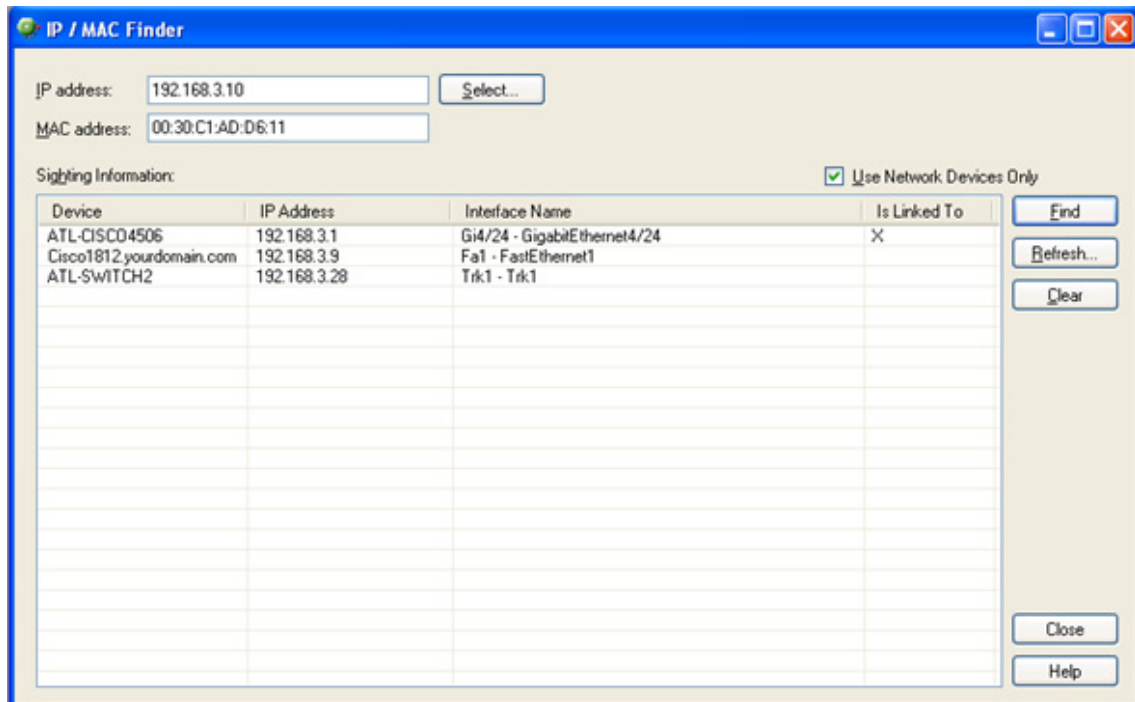 IP / MAC Finder
IP address: 192.168.3.10 Select...
MAC address: 00:30:C1:AD:D6:11
Sighting Information: Use Network Devices Only
Device IP Address Interface Name Is Linked To Find
ATL-CISCO4506 192.168.3.1 Gi4/24 - GigabitEthernet4/24 X
Cisco1812.yourdomain.com 192.168.3.9 Fa1 - FastEthernet1 Refresh...
ATL-SWITCH2 192.168.3.28 Trk1 - Trk1
Clear
Close
Help